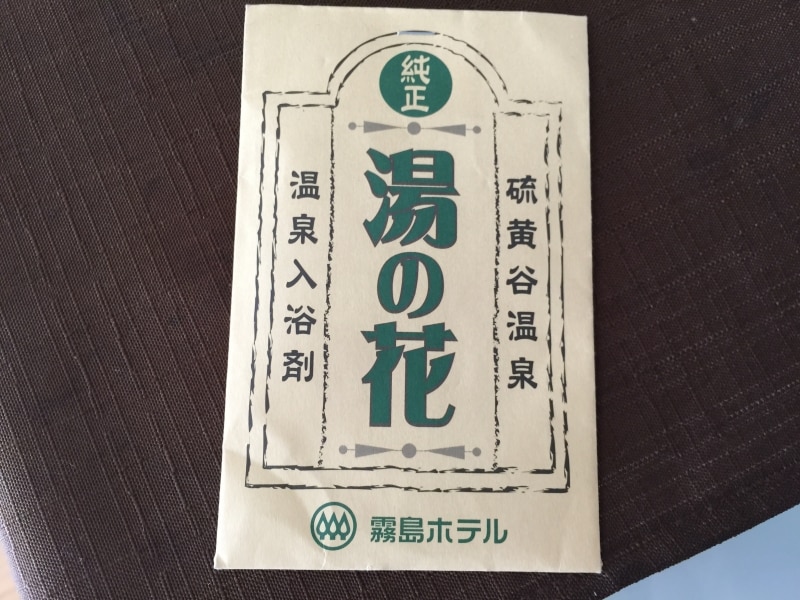 純正
硫黄谷温泉
湯の花
温泉入浴剤
霧島ホテル